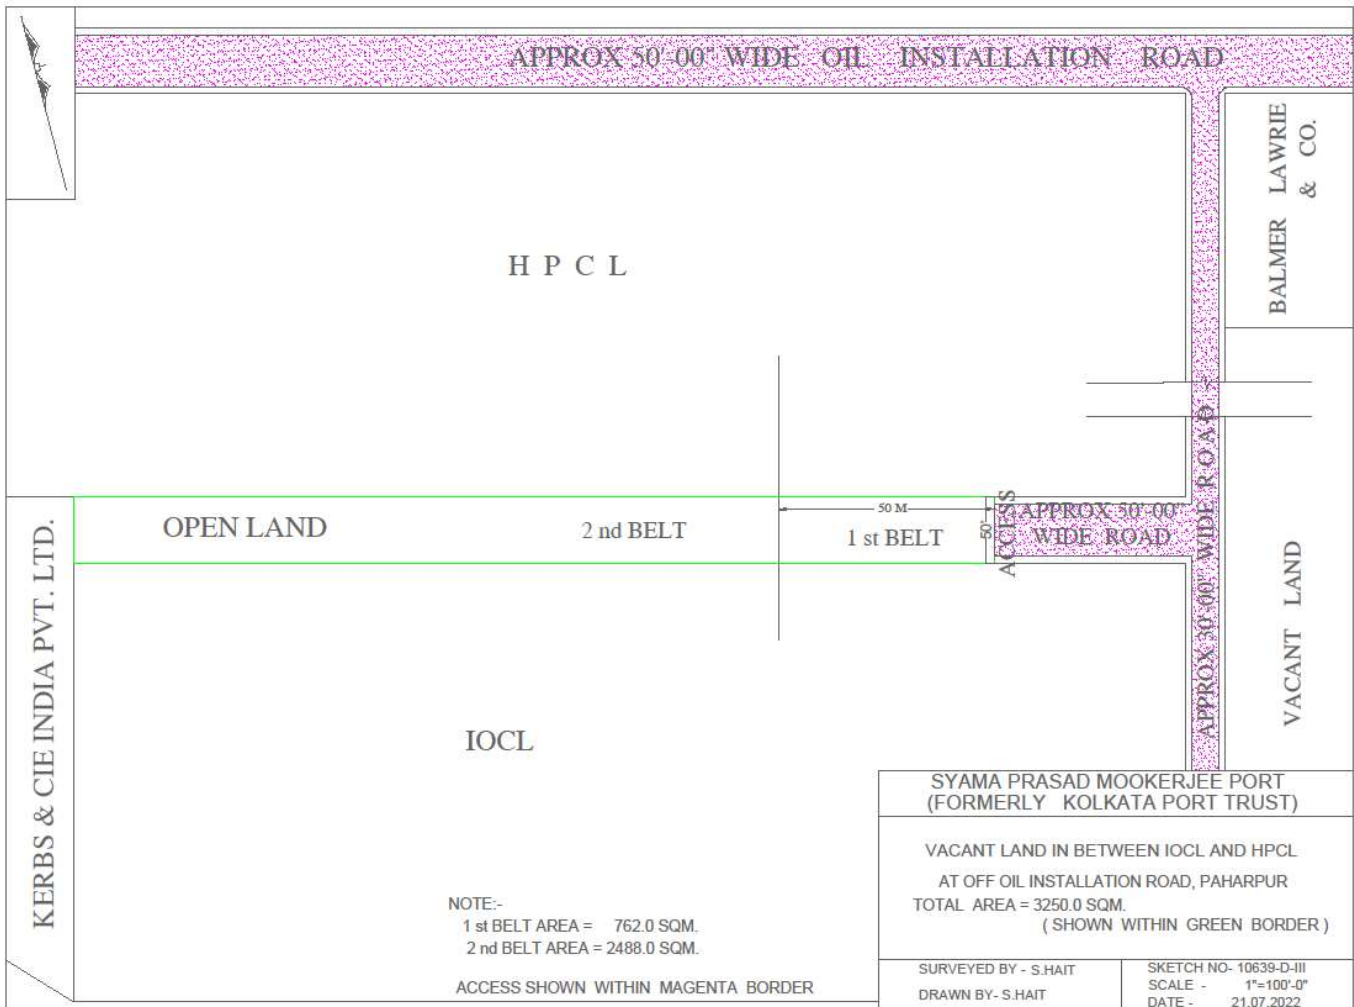 APPROX 50'-00" WIDE OIL INSTALLATION ROAD
BALMER LAWRIE
& CO.
H P C L
APPROX 30'-00" WIDE ROAD
50 M
OPEN LAND
2 nd BELT
1 st BELT
50'
ACCESS
APPROX 50'-00"
WIDE ROAD
KERBS & CIE INDIA PVT. LTD.
VACANT LAND
IOCL
NOTE:-
1 st BELT AREA = 762.0 SQM.
2 nd BELT AREA = 2488.0 SQM.
ACCESS SHOWN WITHIN MAGENTA BORDER
SYAMA PRASAD MOOKERJEE PORT
(FORMERLY KOLKATA PORT TRUST)
VACANT LAND IN BETWEEN IOCL AND HPCL
AT OFF OIL INSTALLATION ROAD, PAHARPUR
TOTAL AREA = 3250.0 SQM.
( SHOWN WITHIN GREEN BORDER )
SURVEYED BY - S.HAIT
DRAWN BY- S.HAIT
SKETCH NO- 10639-D-III
SCALE - 1"=100'-0"
DATE - 21.07.2022